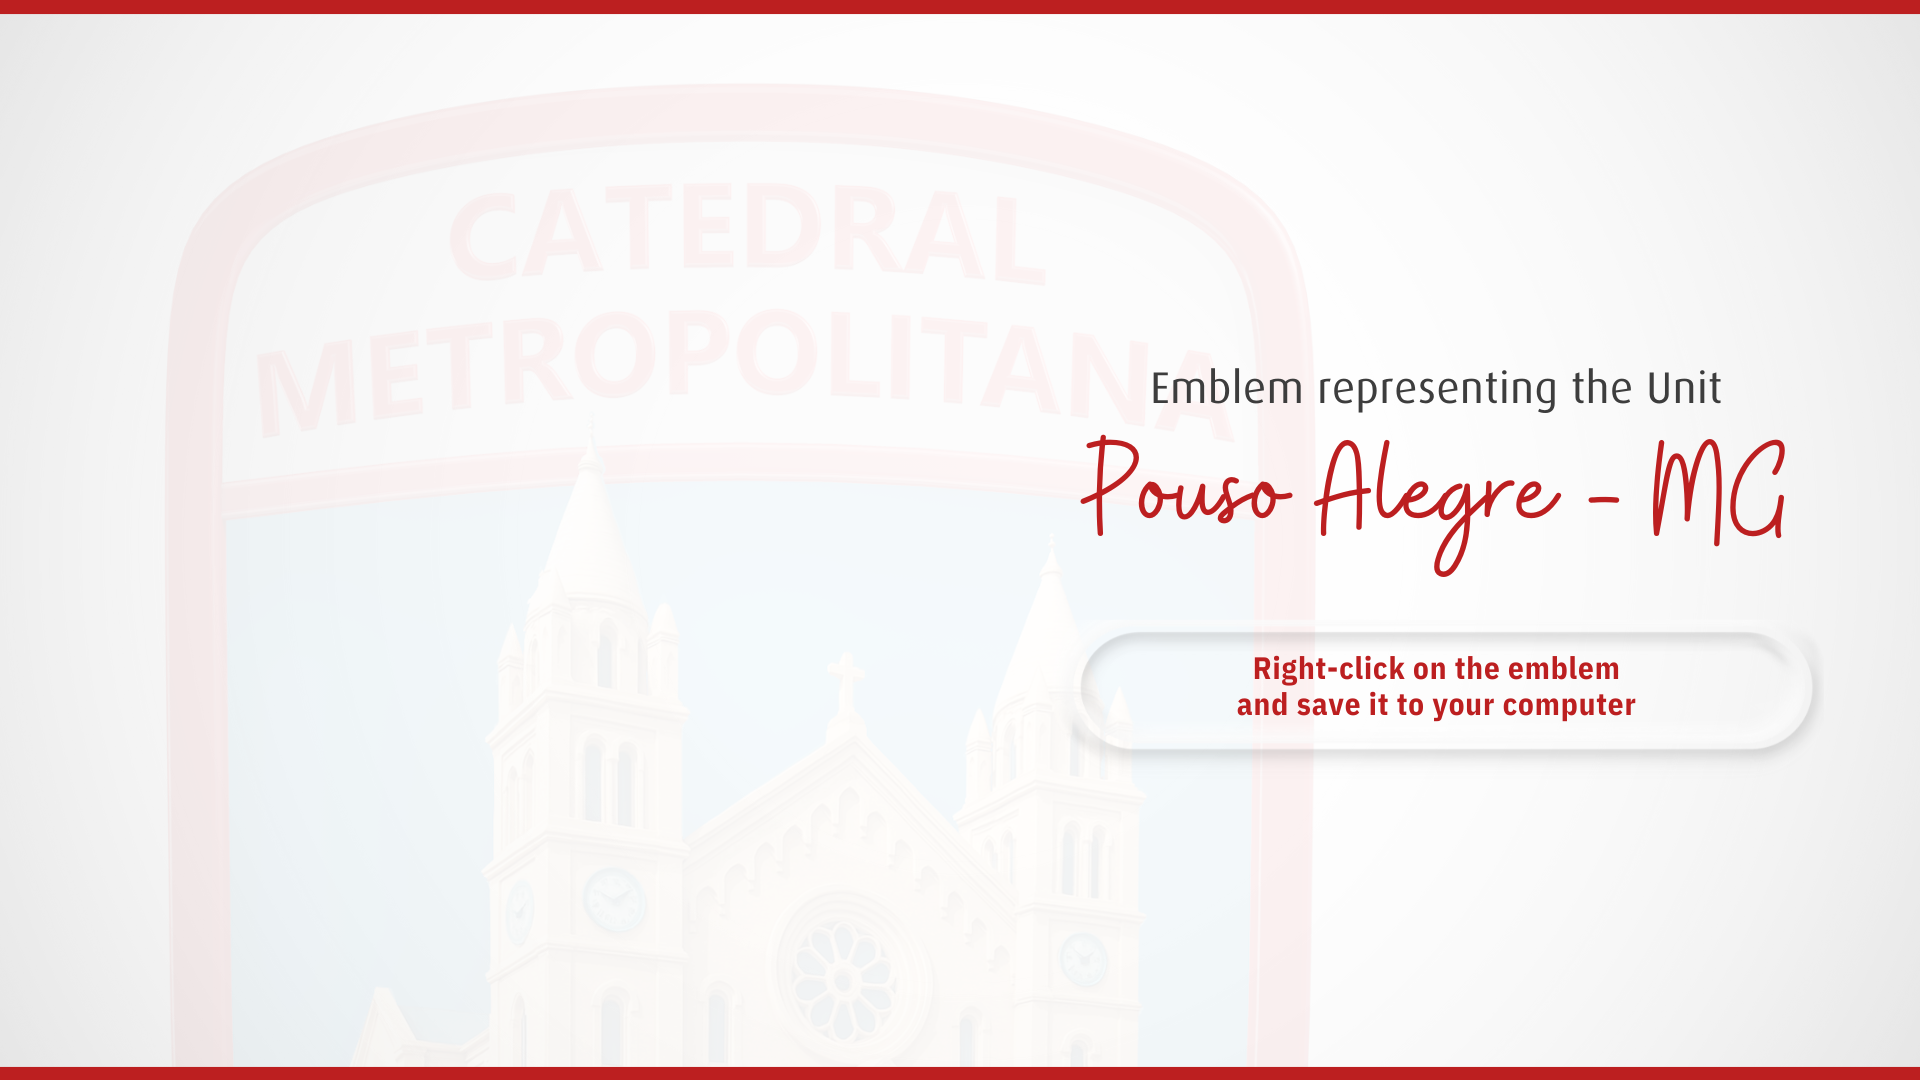 CATEDRAL
METROPOLITANA
Emblem representing the Unit
Pouso Alegre - MG
Right-click on the emblem
and save it to your computer